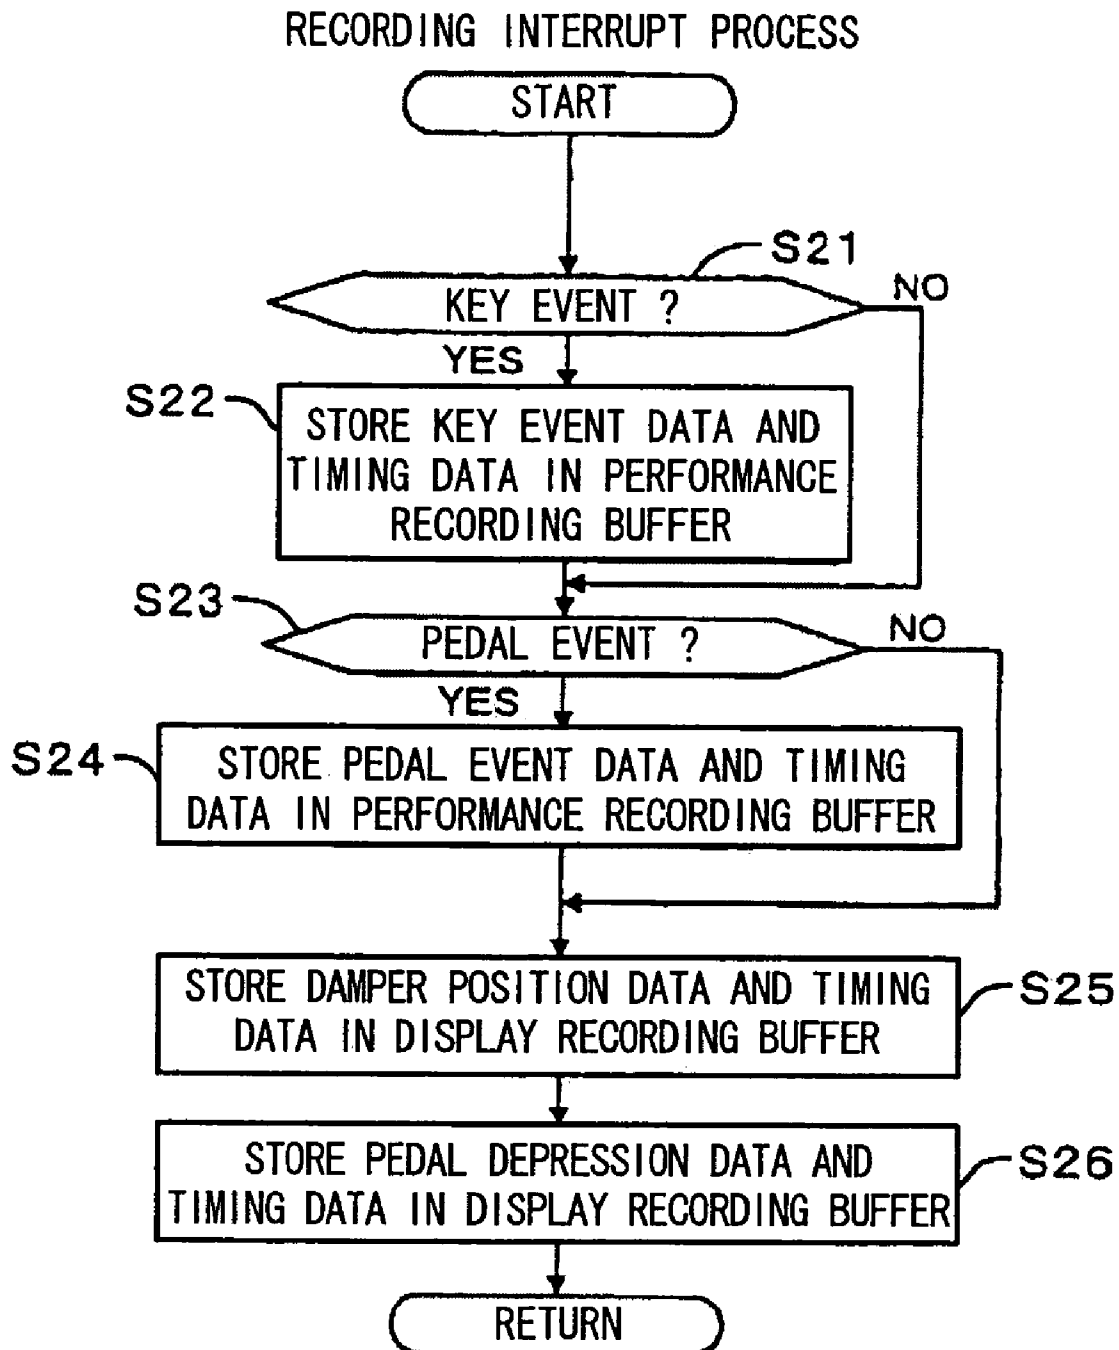 RECORDING INTERRUPT PROCESS
START
S21
KEY EVENT ?
NO
YES
S22
STORE KEY EVENT DATA AND
TIMING DATA IN PERFORMANCE
RECORDING BUFFER
S23
PEDAL EVENT ?
NO
YES
S24
STORE PEDAL EVENT DATA AND TIMING
DATA IN PERFORMANCE RECORDING BUFFER
STORE DAMPER POSITION DATA AND TIMING
DATA IN DISPLAY RECORDING BUFFER
S25
STORE PEDAL DEPRESSION DATA AND
TIMING DATA IN DISPLAY RECORDING BUFFER
S26
RETURN